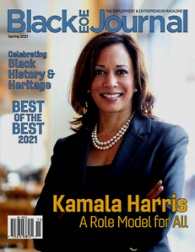 Black EOE Journal
THE EMPLOYMENT & ENTREPRENEUR MAGAZINE
Spring 2021
Celebrating
Black
History &
Heritage
BEST
OF THE
BEST
2021
Kamala Harris
A Role Model for All